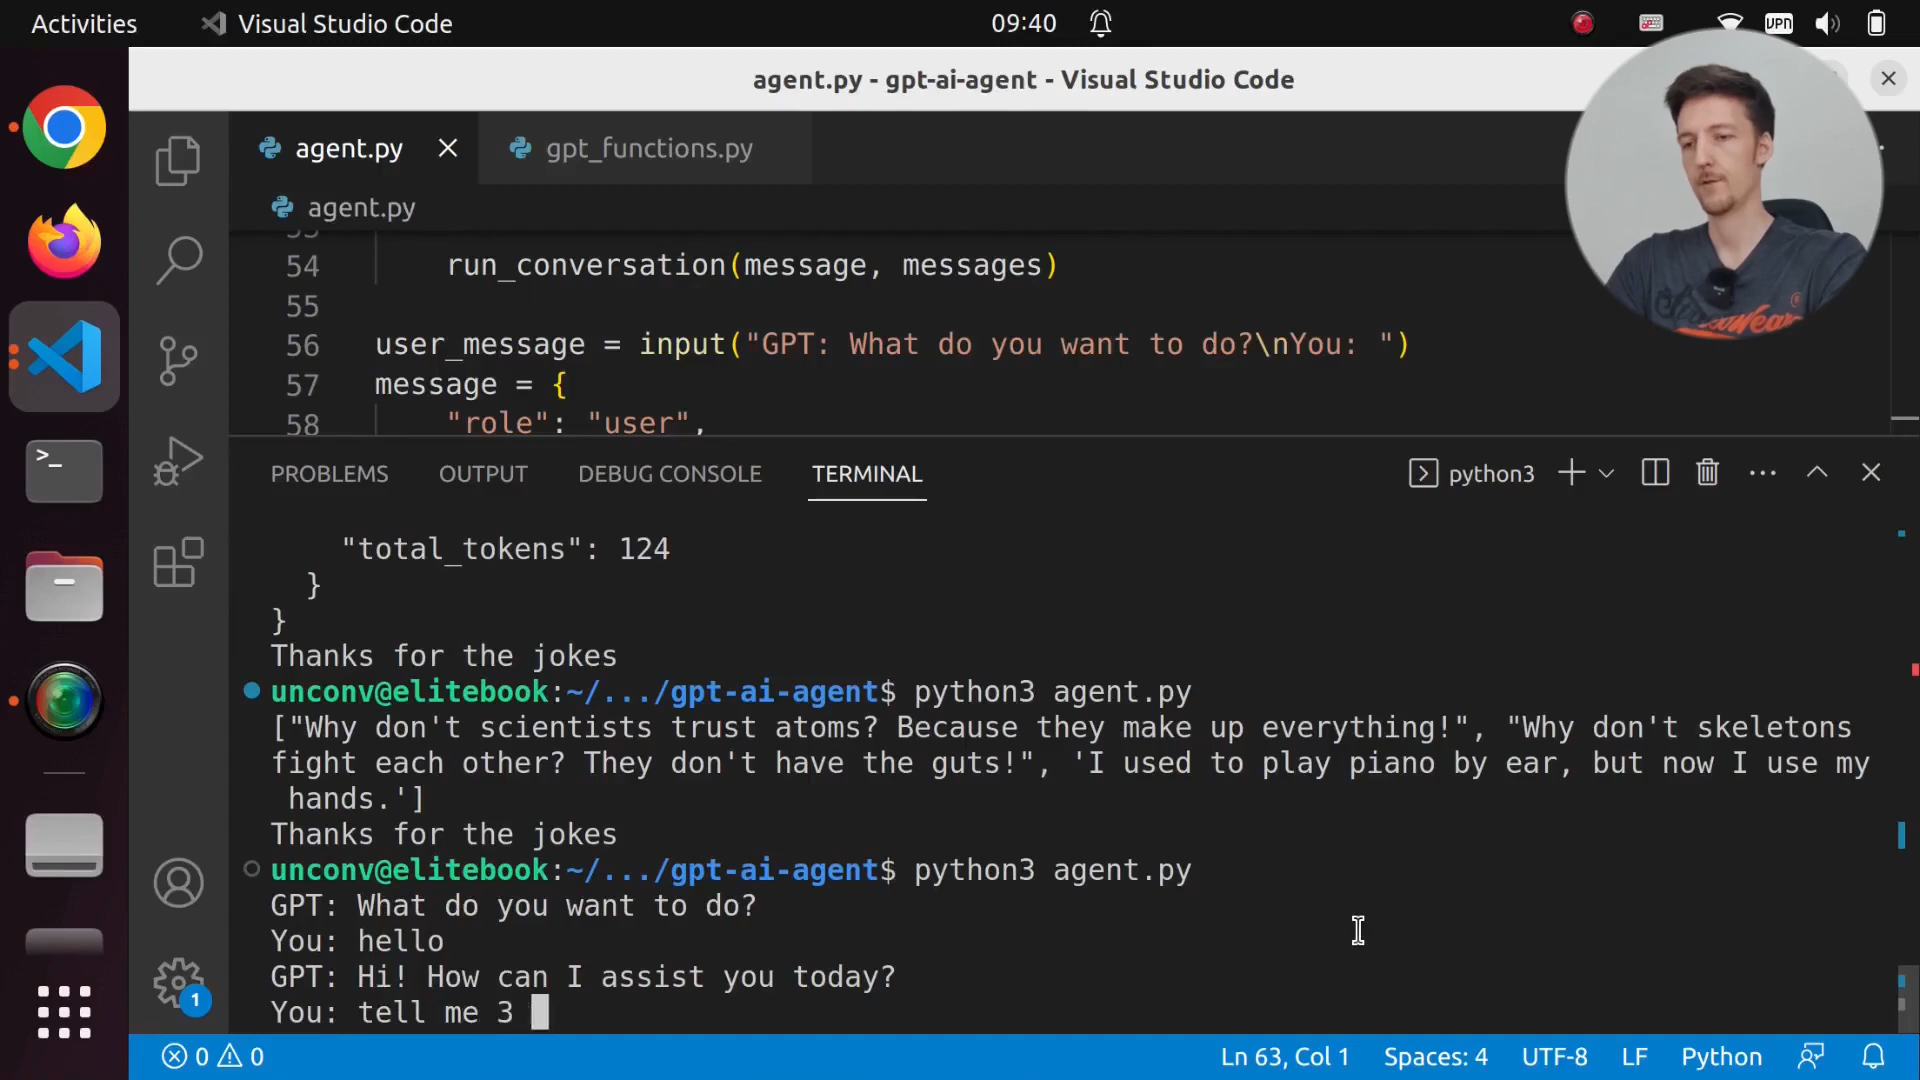 Activities
Visual Studio Code
09:40
VPN
agent.py - gpt-ai-agent - Visual Studio Code
agent.py
gpt_functions.py
agent.py
54 run_conversation(message, messages)
55
56 user_message = input("GPT: What do you want to do?\nYou: ")
57 message = {
58 "role": "user",
PROBLEMS OUTPUT DEBUG CONSOLE TERMINAL
python3
"total_tokens": 124
}
}
Thanks for the jokes
unconv@elitebook:~/.../gpt-ai-agent$ python3 agent.py
["Why don't scientists trust atoms? Because they make up everything!", "Why don't skeletons
fight each other? They don't have the guts!", 'I used to play piano by ear, but now I use my
hands.']
Thanks for the jokes
unconv@elitebook:~/.../gpt-ai-agent$ python3 agent.py
GPT: What do you want to do?
You: hello
GPT: Hi! How can I assist you today?
You: tell me 3
1
0 0
Ln 63, Col 1 Spaces: 4 UTF-8 LF Python